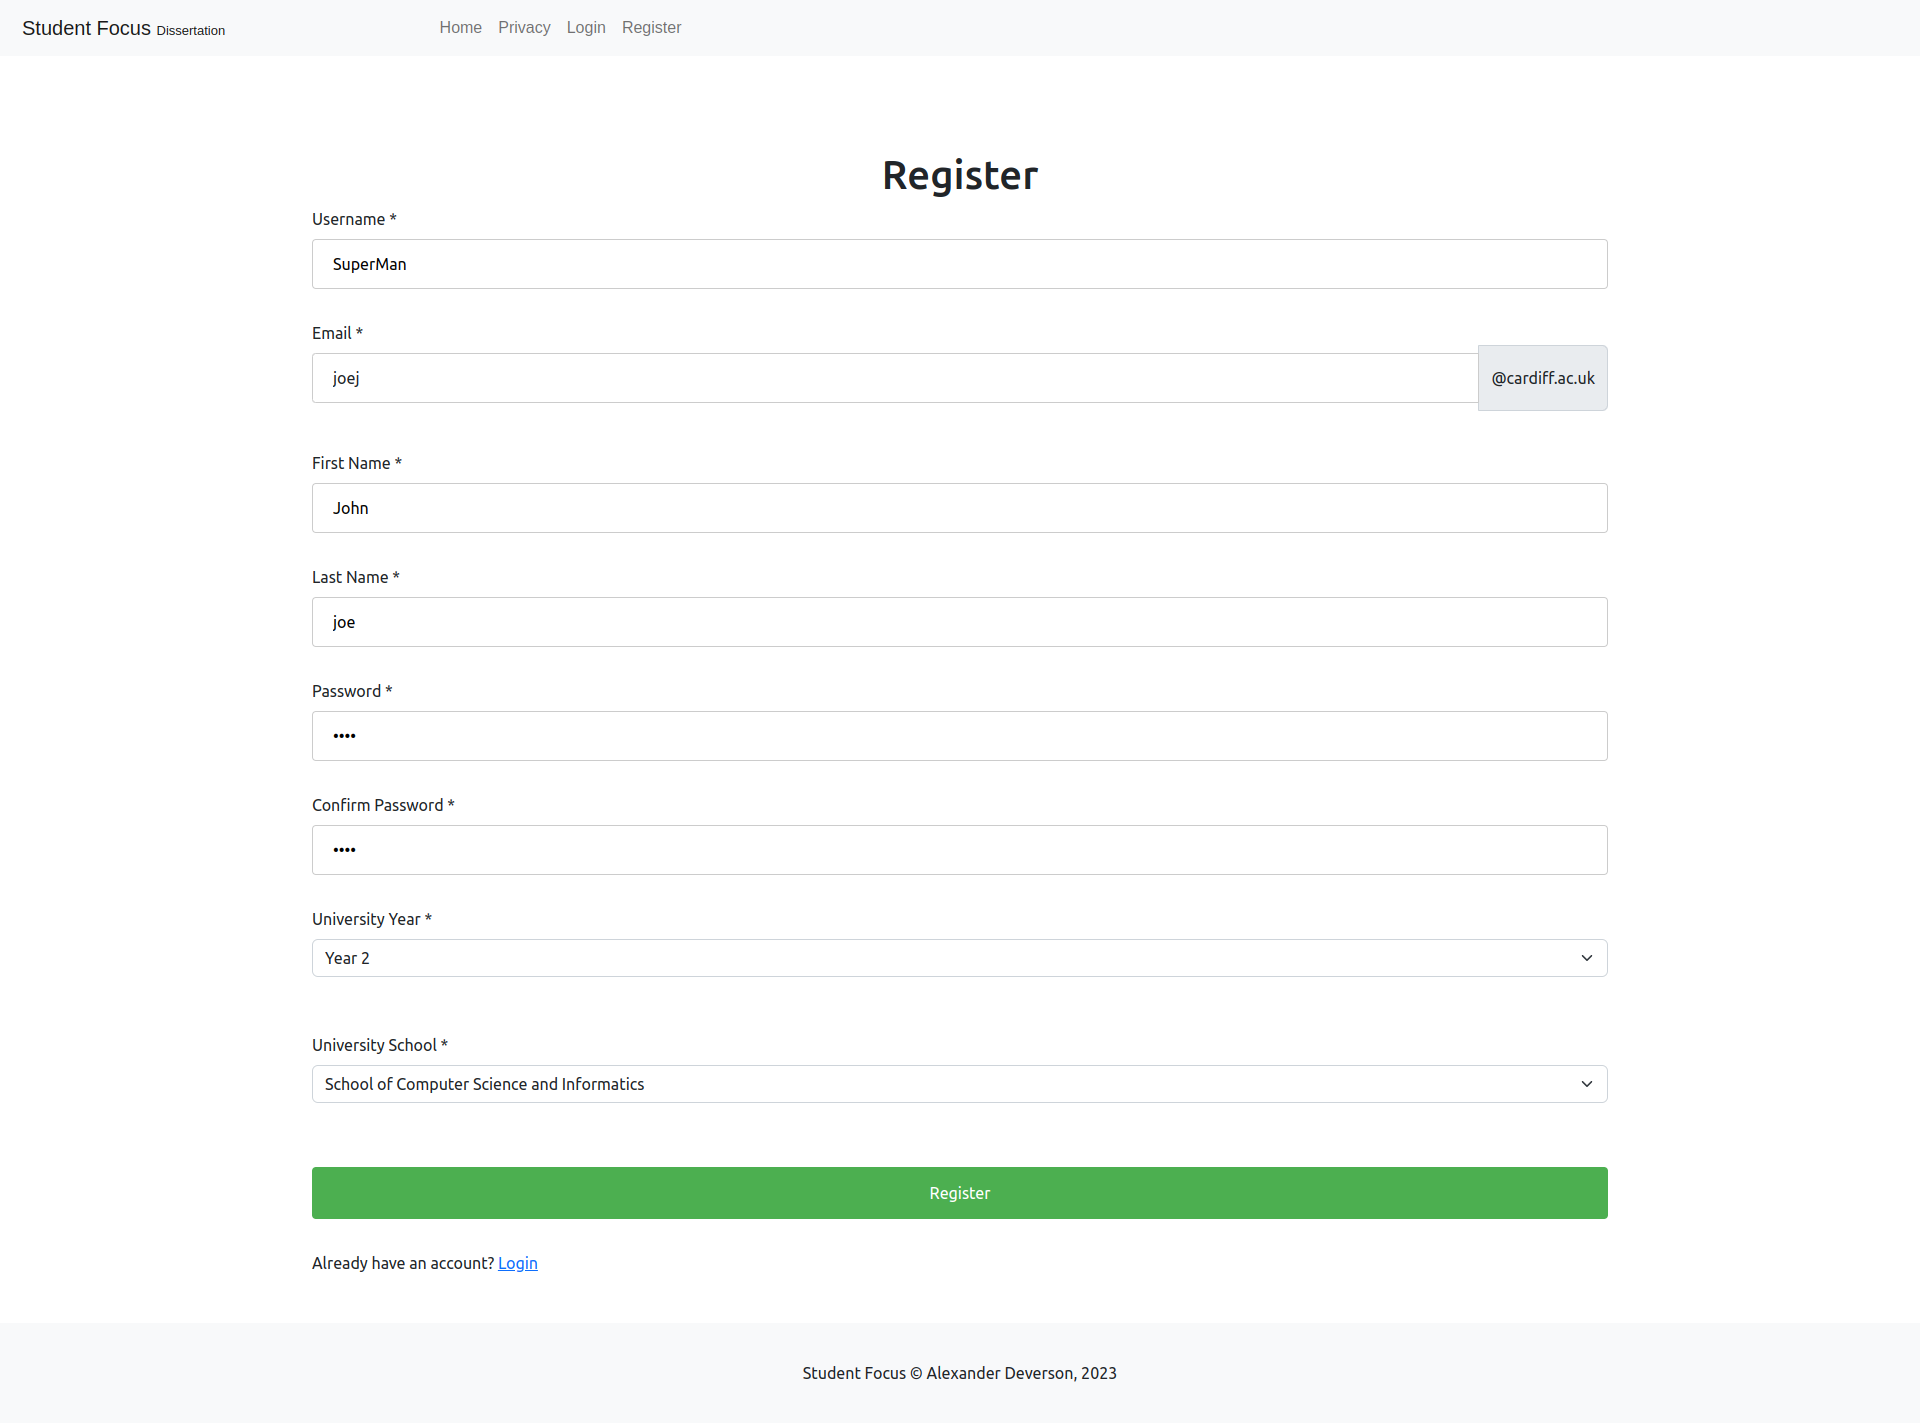 Student Focus Dissertation Home Privacy Login Register
Register
Username *
SuperMan
Email *
joej @cardiff.ac.uk
First Name *
John
Last Name *
joe
Password *
••••
Confirm Password *
••••
University Year *
Year 2
University School *
School of Computer Science and Informatics
Register
Already have an account? Login
Student Focus © Alexander Deverson, 2023